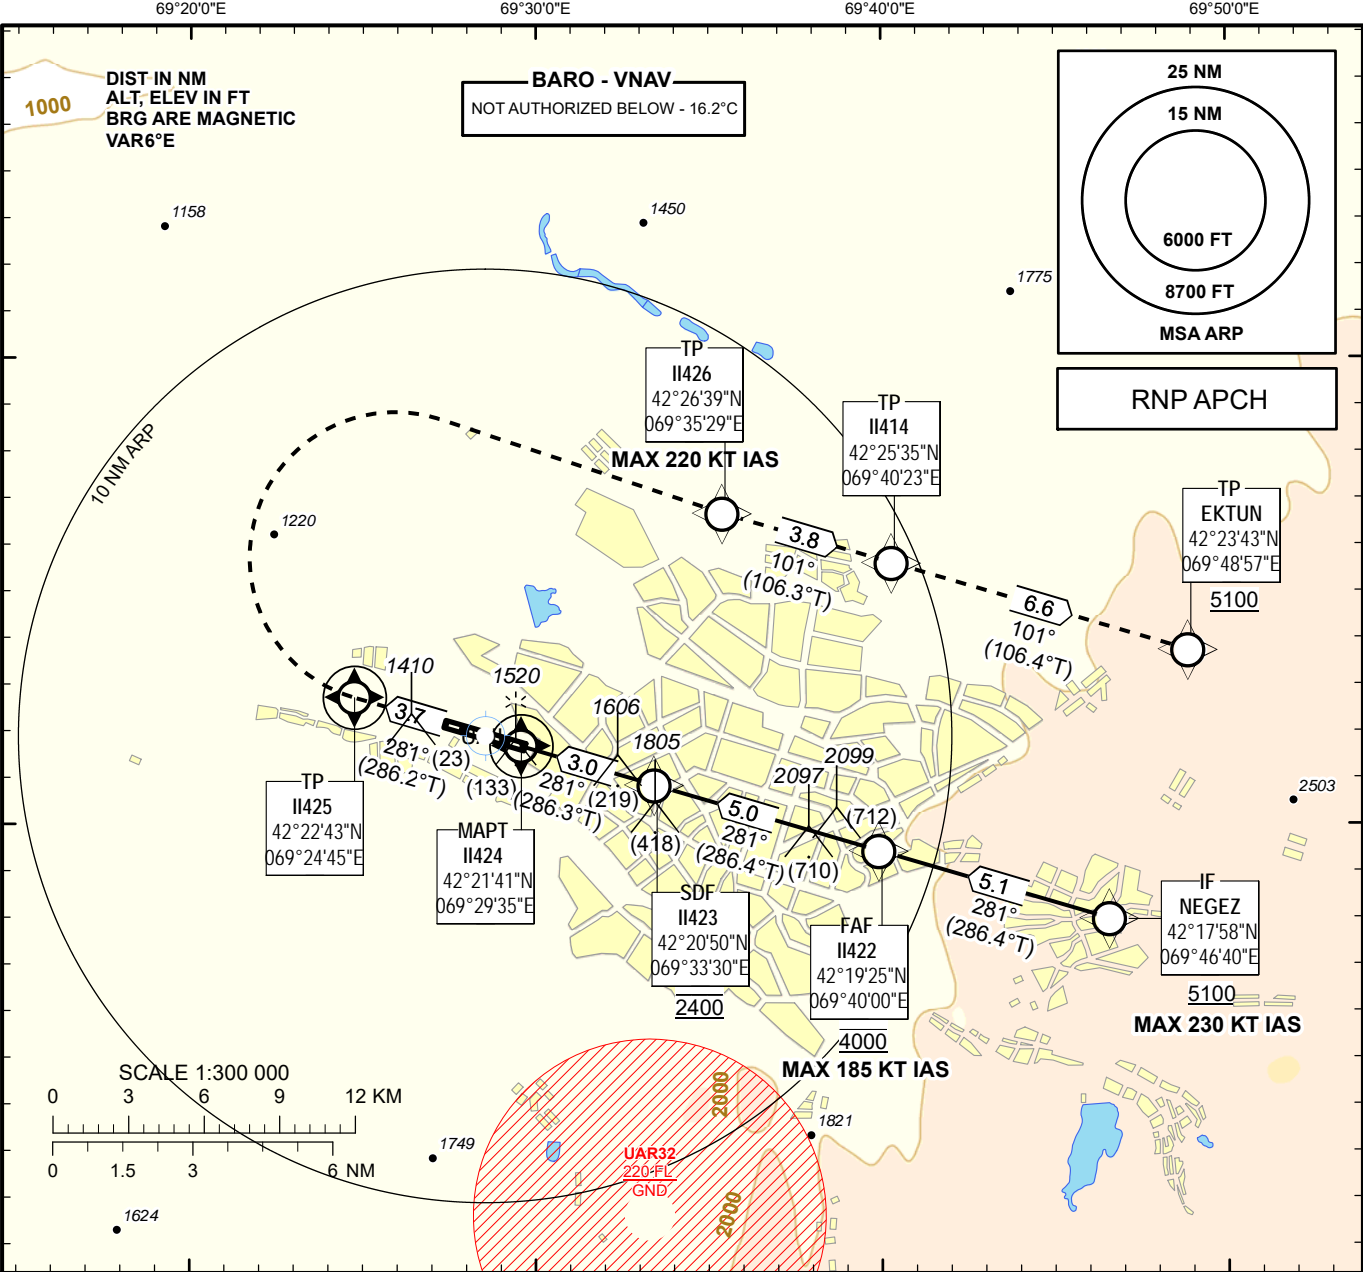 69°20'0"E
69°30'0"E
69°40'0"E
69°50'0"E
1000
DIST IN NM
ALT, ELEV IN FT
BRG ARE MAGNETIC
VAR6°E
BARO - VNAV
NOT AUTHORIZED BELOW - 16.2°C
25 NM
15 NM
6000 FT
8700 FT
MSA ARP
RNP APCH
1158
1450
1775
10 NM ARP
TP
II426
42°26'39"N
069°35'29"E
MAX 220 KT IAS
TP
II414
42°25'35"N
069°40'23"E
TP
EKTUN
42°23'43"N
069°48'57"E
5100
1220
3.8
101°
(106.3°T)
6.6
101°
(106.4°T)
1410
1520
1606
1805
2097
2099
2503
3.7
281°
(286.2°T)
(23)
(133)
3.0
281°
(286.3°T)
(219)
(418)
5.0
281°
(286.4°T)
(710)
(712)
5.1
281°
(286.4°T)
TP
II425
42°22'43"N
069°24'45"E
MAPT
II424
42°21'41"N
069°29'35"E
SDF
II423
42°20'50"N
069°33'30"E
2400
FAF
II422
42°19'25"N
069°40'00"E
4000
MAX 185 KT IAS
IF
NEGEZ
42°17'58"N
069°46'40"E
5100
MAX 230 KT IAS
SCALE 1:300 000
0 3 6 9 12 KM
0 1.5 3 6 NM
1749
1624
1821
2000
2000
UAR32
220 FL
GND